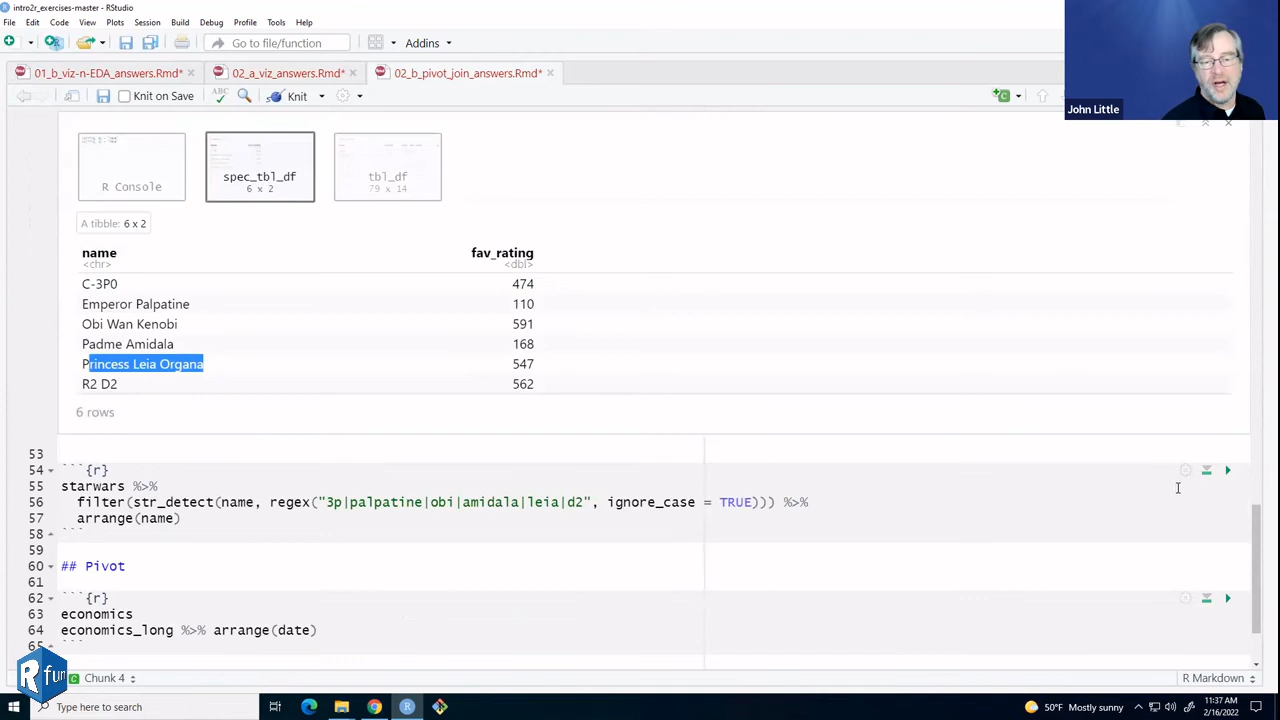 intro2r_exercises-master - RStudio
File Edit Code View Plots Session Build Debug Profile Tools Help
Go to file/function Addins
01_b_viz-n-EDA_answers.Rmd* 02_a_viz_answers.Rmd* 02_b_pivot_join_answers.Rmd*
Knit on Save ABC Knit
John Little
R Console
spec_tbl_df
6 x 2
tbl_df
79 x 14
A tibble: 6 x 2
name fav_rating
<chr> <dbl>
C-3P0 474
Emperor Palpatine 110
Obi Wan Kenobi 591
Padme Amidala 168
Princess Leia Organa 547
R2 D2 562
6 rows
53
54 ```{r}
55 starwars %>%
56 filter(str_detect(name, regex("3p|palpatine|obi|amidala|leia|d2", ignore_case = TRUE))) %>%
57 arrange(name)
58 ```
59
60 ## Pivot
61
62 ```{r}
63 economics
64 economics_long %>% arrange(date)
65 ```
R fun
Chunk 4 R Markdown
Type here to search
50°F Mostly sunny
11:37 AM
2/16/2022